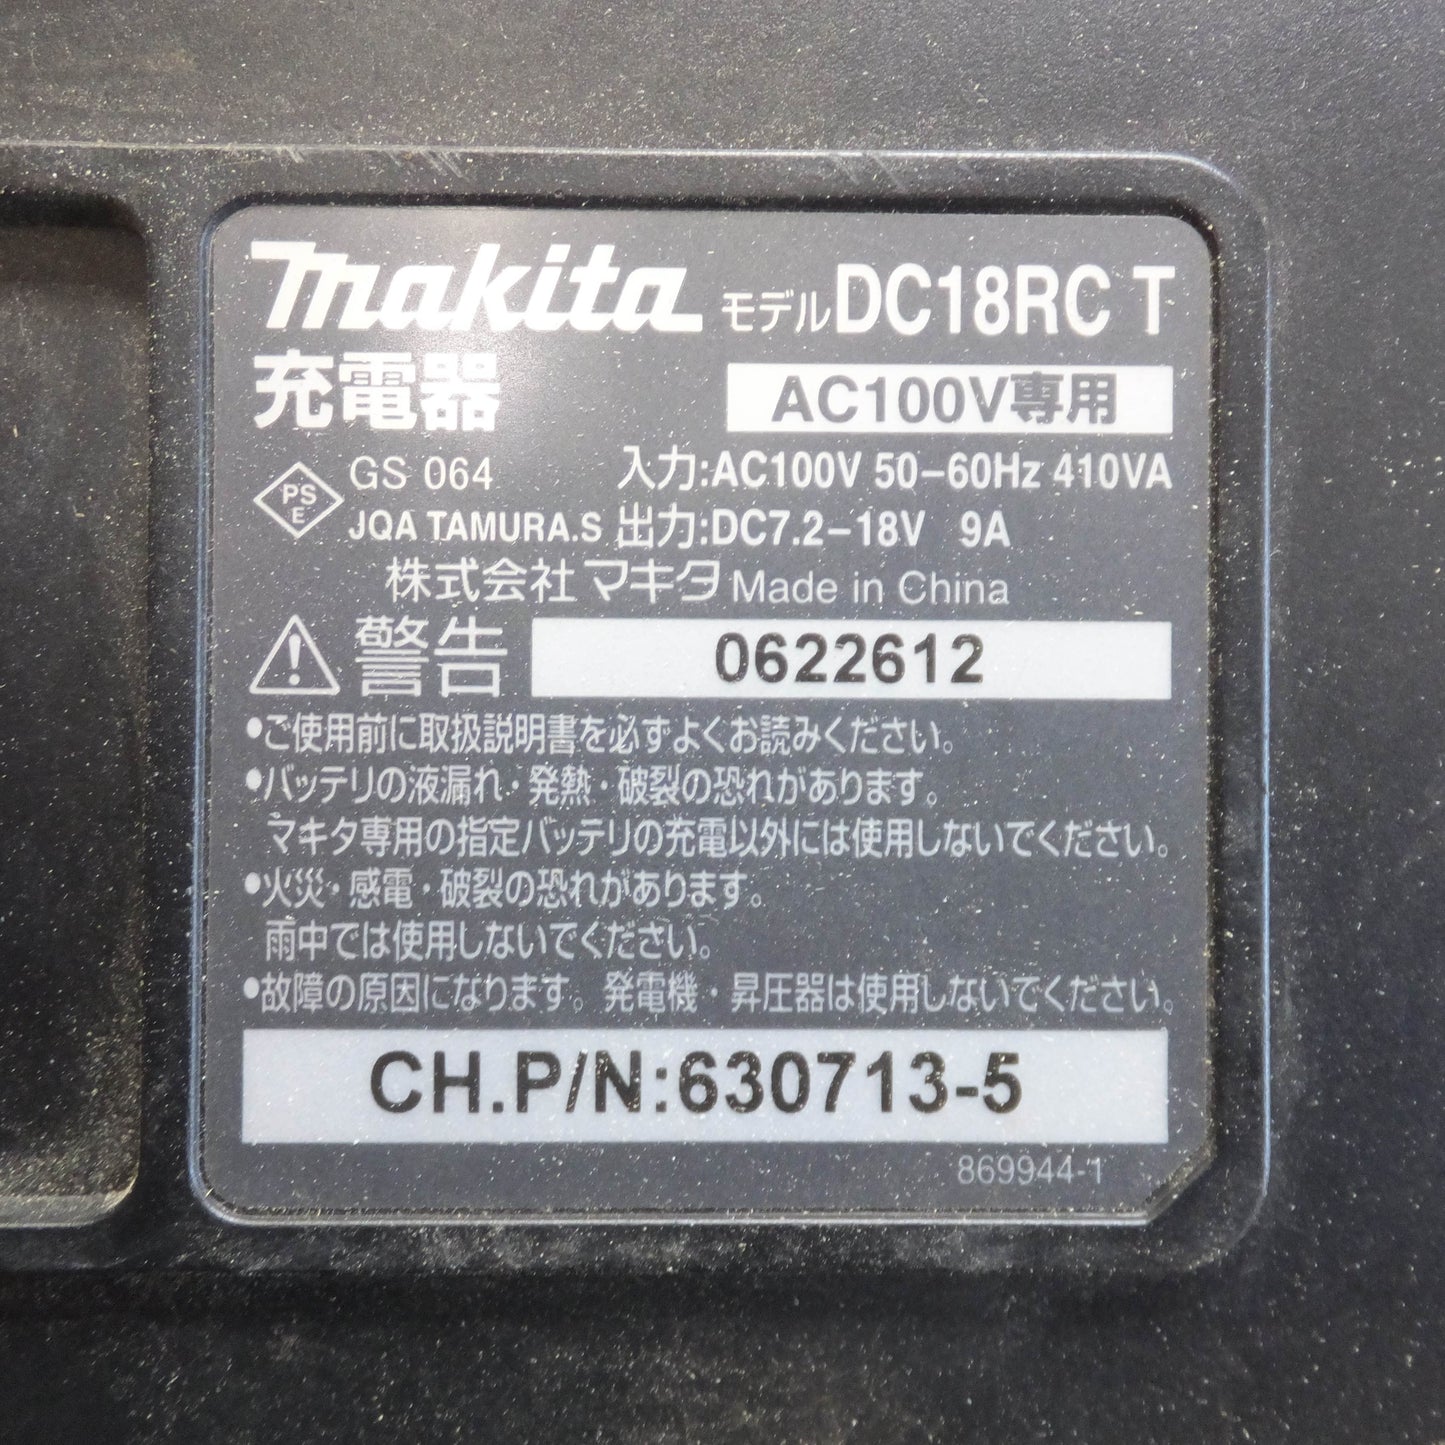 makita モデル DC18RC T
充電器 AC100V専用
PS E GS 064 入力:AC100V 50-60Hz 410VA
JQA TAMURA.S 出力:DC7.2-18V 9A
株式会社マキタ Made in China
警告 0622612
•ご使用前に取扱説明書を必ずよくお読みください。
•バッテリの液漏れ・発熱・破裂の恐れがあります。
マキタ専用の指定バッテリの充電以外には使用しないでください。
•火災・感電・破裂の恐れがあります。
雨中では使用しないでください。
•故障の原因になります。発電機・昇圧器は使用しないでください。
CH.P/N:630713-5
869944-1